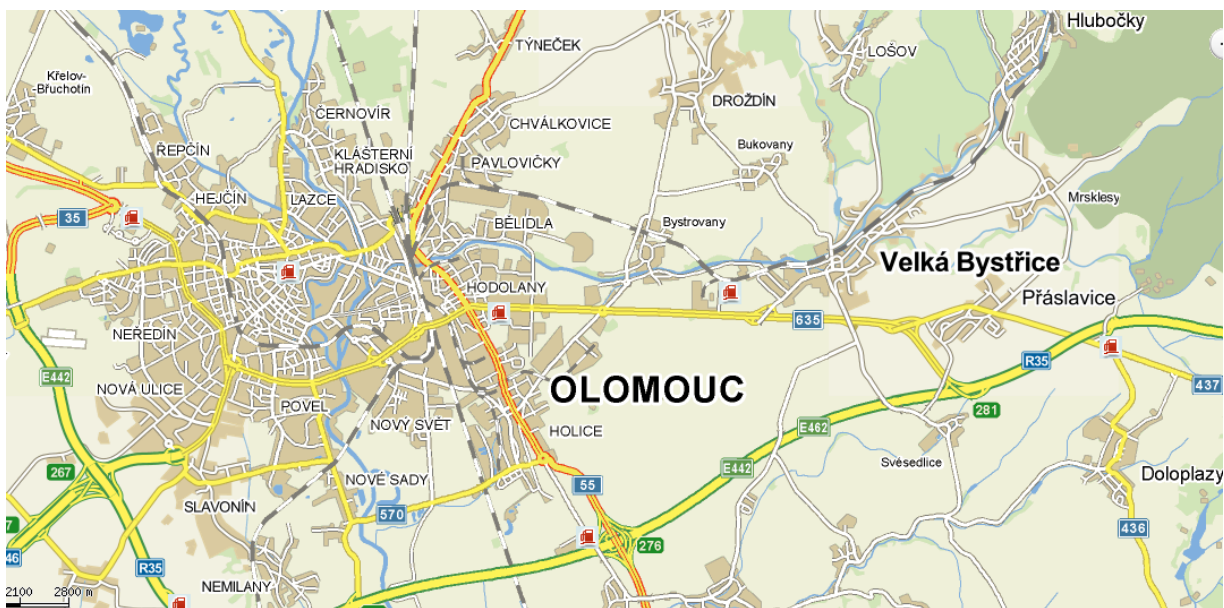 Hlubočky
TÝNEČEK
LOŠOV
Křelov-
Břuchotín
DROŽDÍN
ČERNOVÍR
CHVÁLKOVICE
ŘEPČÍN
KLÁŠTERNÍ
HRADISKO
PAVLOVIČKY
Bukovany
HEJČÍN
LAZCE
Mrsklesy
35
BĚLIDLA
Bystrovany
Velká Bystřice
HODOLANY
Přáslavice
635
NEŘEDÍN
R35
E442
NOVÁ ULICE
OLOMOUC
437
POVEL
281
NOVÝ SVĚT
HOLICE
E462
Svésedlice
267
E442
NOVÉ SADY
55
Doloplazy
SLAVONÍN
570
7
436
276
46
R35
NEMILANY
2100 2800 m